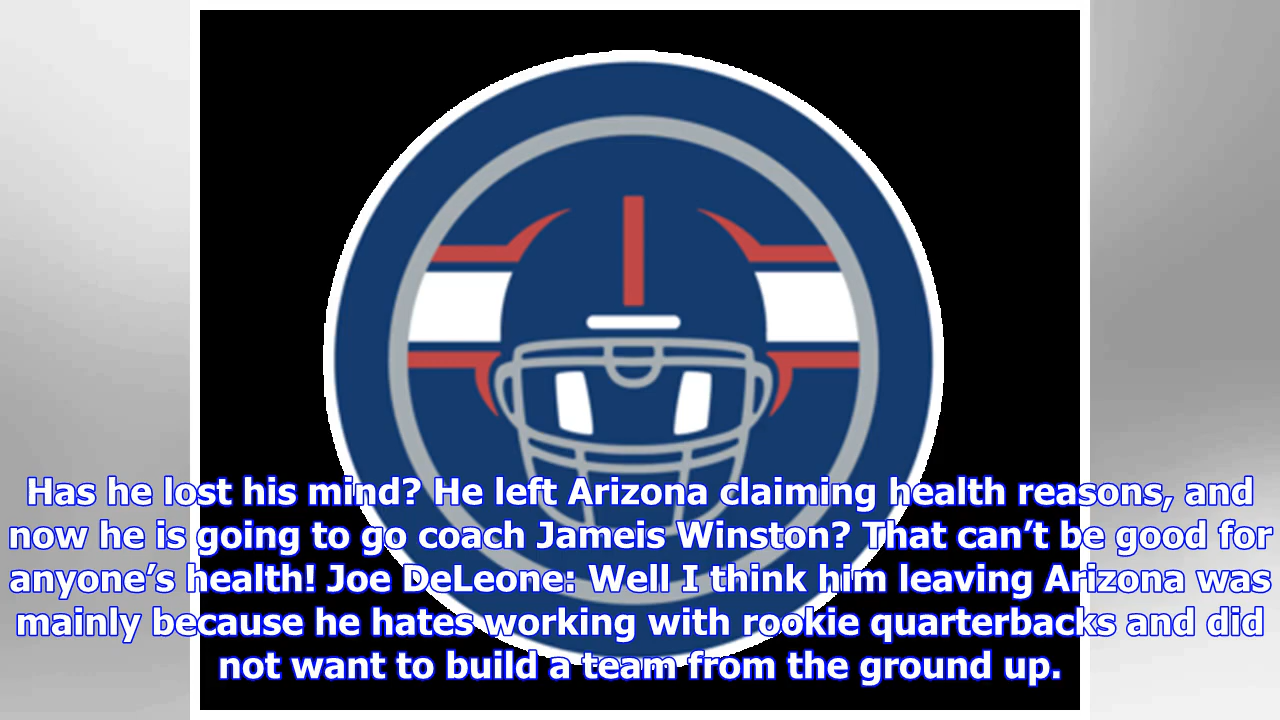 Has he lost his mind? He left Arizona claiming health reasons, and
now he is going to go coach Jameis Winston? That can’t be good for
anyone’s health! Joe DeLeone: Well I think him leaving Arizona was
mainly because he hates working with rookie quarterbacks and did
not want to build a team from the ground up.